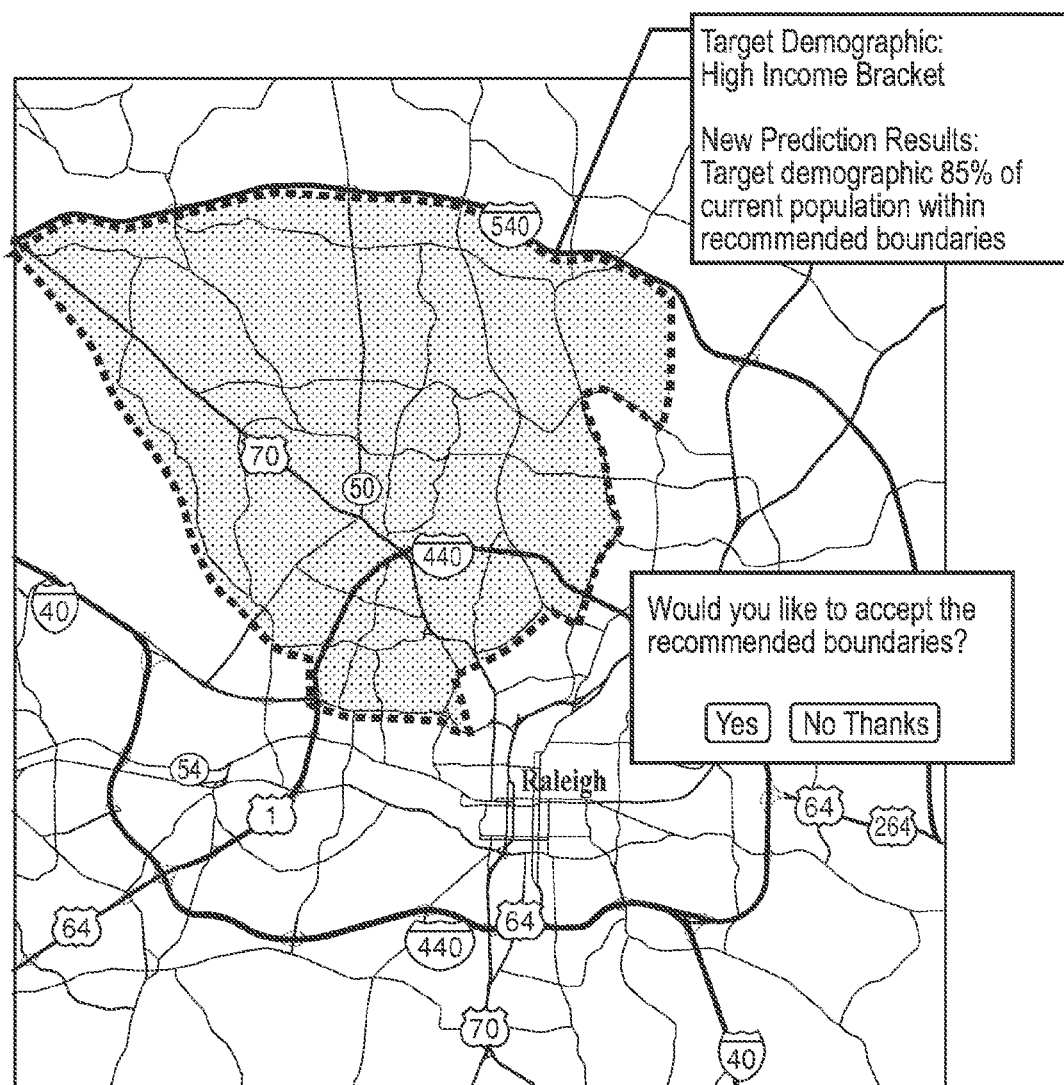 Target Demographic:
High Income Bracket
New Prediction Results:
Target demographic 85% of
current population within
recommended boundaries
540
70
50
440
40
Would you like to accept the
recommended boundaries?
Yes No Thanks
54
Raleigh
1
64
264
64
64
440
70
40